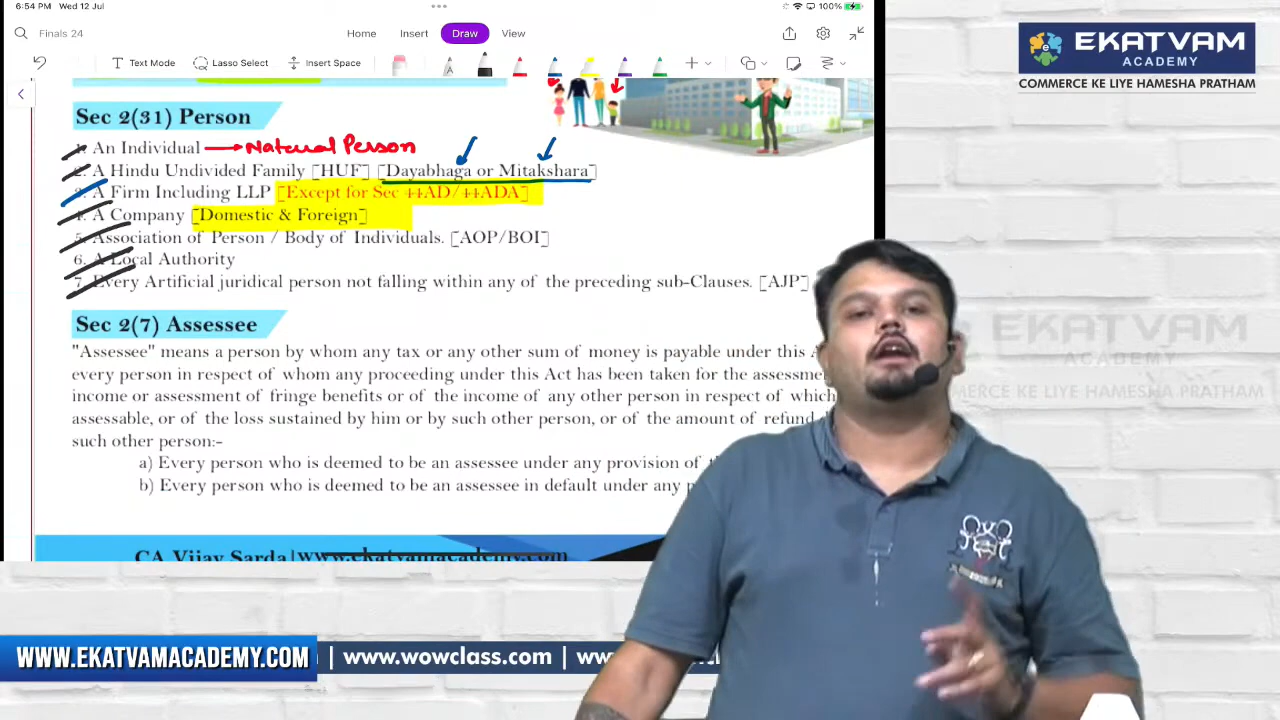 6:54 PM Wed 12 Jul
100%
Finals 24
Home Insert Draw View
Text Mode Lasso Select Insert Space
EKATVAM
ACADEMY
COMMERCE KE LIYE HAMESHA PRATHAM
Sec 2(31) Person
1. An Individual → Natural Person
2. A Hindu Undivided Family [HUF] [Dayabhaga or Mitakshara]
3. A Firm Including LLP [Except for Sec 44AD/44ADA]
4. A Company [Domestic & Foreign]
5. Association of Person / Body of Individuals. [AOP/BOI]
6. A Local Authority
7. Every Artificial juridical person not falling within any of the preceding sub-Clauses. [AJP]
Sec 2(7) Assessee
"Assessee" means a person by whom any tax or any other sum of money is payable under this
every person in respect of whom any proceeding under this Act has been taken for the
income or assessment of fringe benefits or of the income of any other person in respect of which
assessable, or of the loss sustained by him or by such other person, or of the amount of refund
such other person:-
a) Every person who is deemed to be an assessee under any provision of
b) Every person who is deemed to be an assessee in default under any
EKATVAM
ACADEMY
MERCE KE LIYE HAMESHA PRATHAM
CA Vijay Sarda|www.ekatvamacademy.com
WWW.EKATVAMACADEMY.COM | www.wowclass.com |